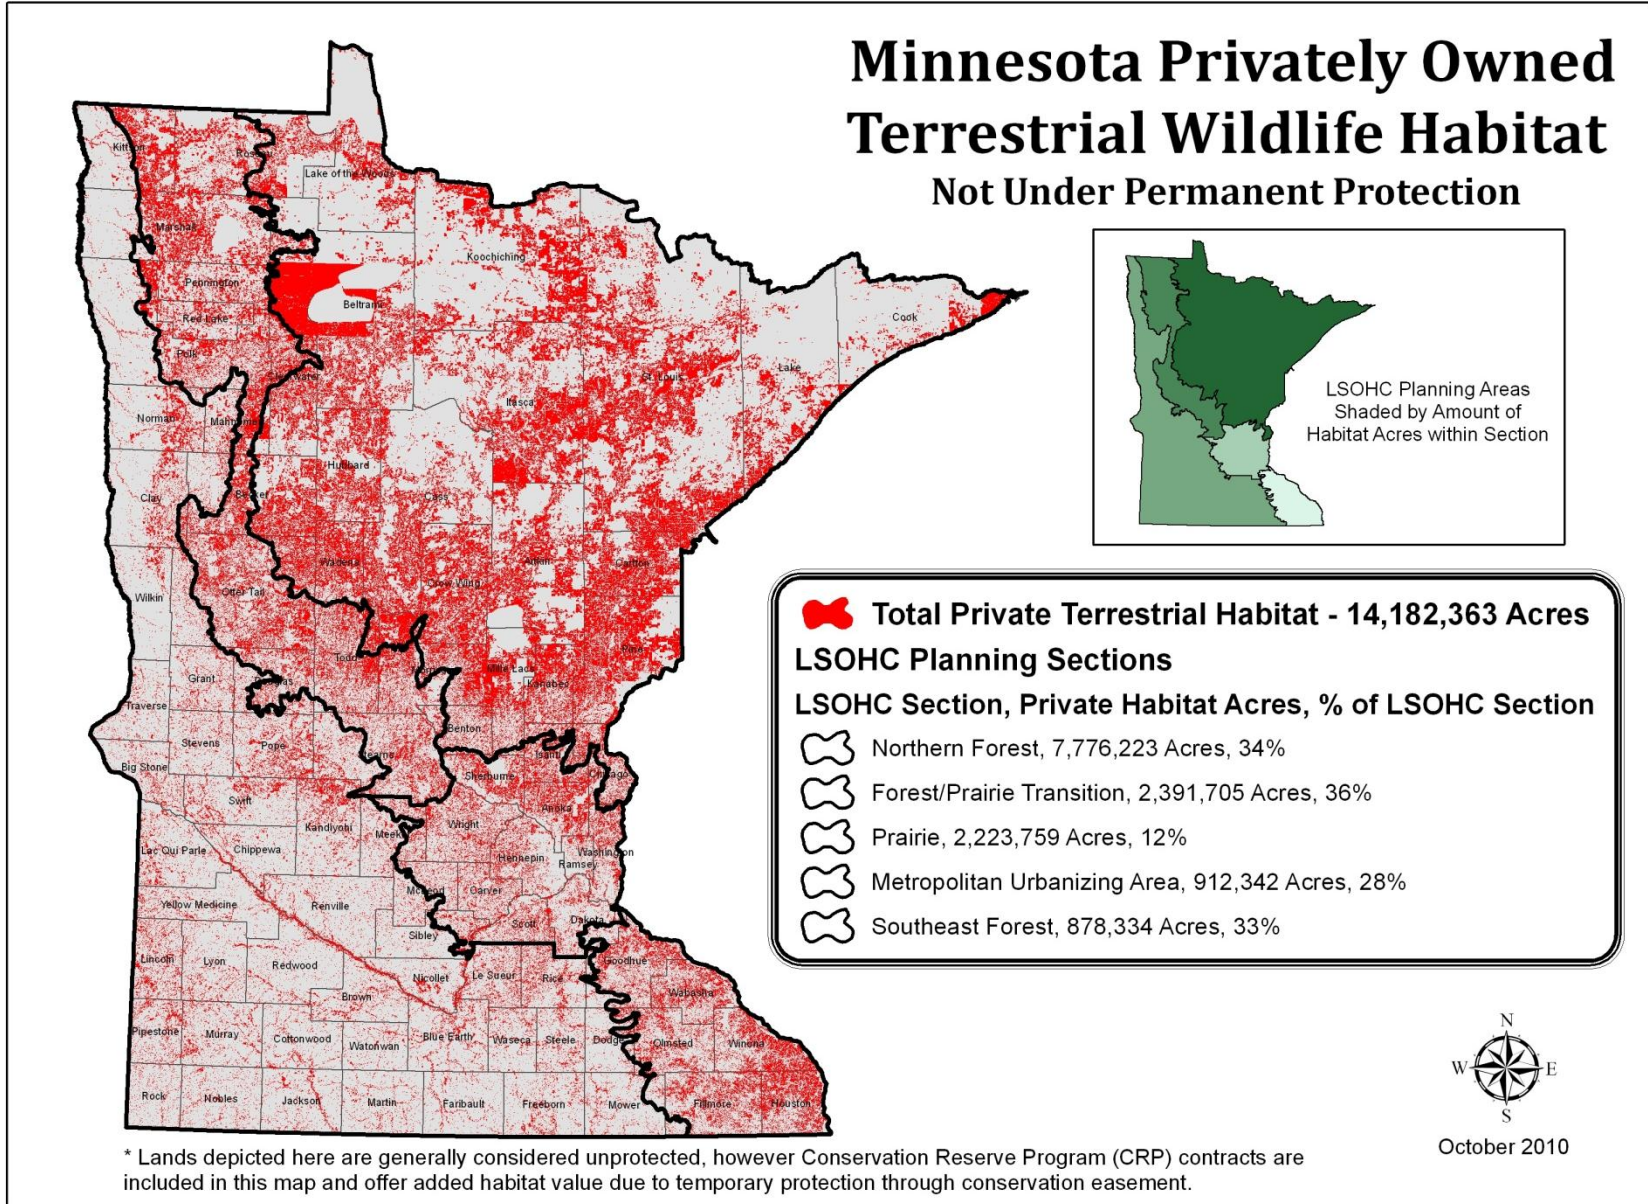 Minnesota Privately Owned
Terrestrial Wildlife Habitat
Not Under Permanent Protection
LSOHC Planning Areas
Shaded by Amount of
Habitat Acres within Section
Total Private Terrestrial Habitat - 14,182,363 Acres
LSOHC Planning Sections
LSOHC Section, Private Habitat Acres, % of LSOHC Section
Northern Forest, 7,776,223 Acres, 34%
Forest/Prairie Transition, 2,391,705 Acres, 36%
Prairie, 2,223,759 Acres, 12%
Metropolitan Urbanizing Area, 912,342 Acres, 28%
Southeast Forest, 878,334 Acres, 33%
Kittson
Roseau
Lake of the Woods
Marshall
Koochiching
Pennington
Beltrami
Red Lake
Cook
Polk
Clearwater
St. Louis
Lake
Itasca
Norman
Mahnomen
Hubbard
Cass
Clay
Becker
Wadena
Aitkin
Carlton
Crow Wing
Otter Tail
Wilkin
Todd
Pine
Mille Lacs
Morrison
Kanabec
Grant
Douglas
Traverse
Benton
Stevens
Pope
Stearns
Isanti
Big Stone
Sherburne
Chisago
Swift
Anoka
Kandiyohi
Meeker
Wright
Lac Qui Parle
Chippewa
Hennepin
Washington
Ramsey
McLeod
Carver
Yellow Medicine
Renville
Scott
Dakota
Sibley
Lincoln
Lyon
Redwood
Nicollet
Le Sueur
Rice
Goodhue
Brown
Wabasha
Pipestone
Murray
Cottonwood
Watonwan
Blue Earth
Waseca
Steele
Dodge
Olmsted
Winona
Rock
Nobles
Jackson
Martin
Faribault
Freeborn
Mower
Fillmore
Houston
N
W
E
S
October 2010
* Lands depicted here are generally considered unprotected, however Conservation Reserve Program (CRP) contracts are
included in this map and offer added habitat value due to temporary protection through conservation easement.